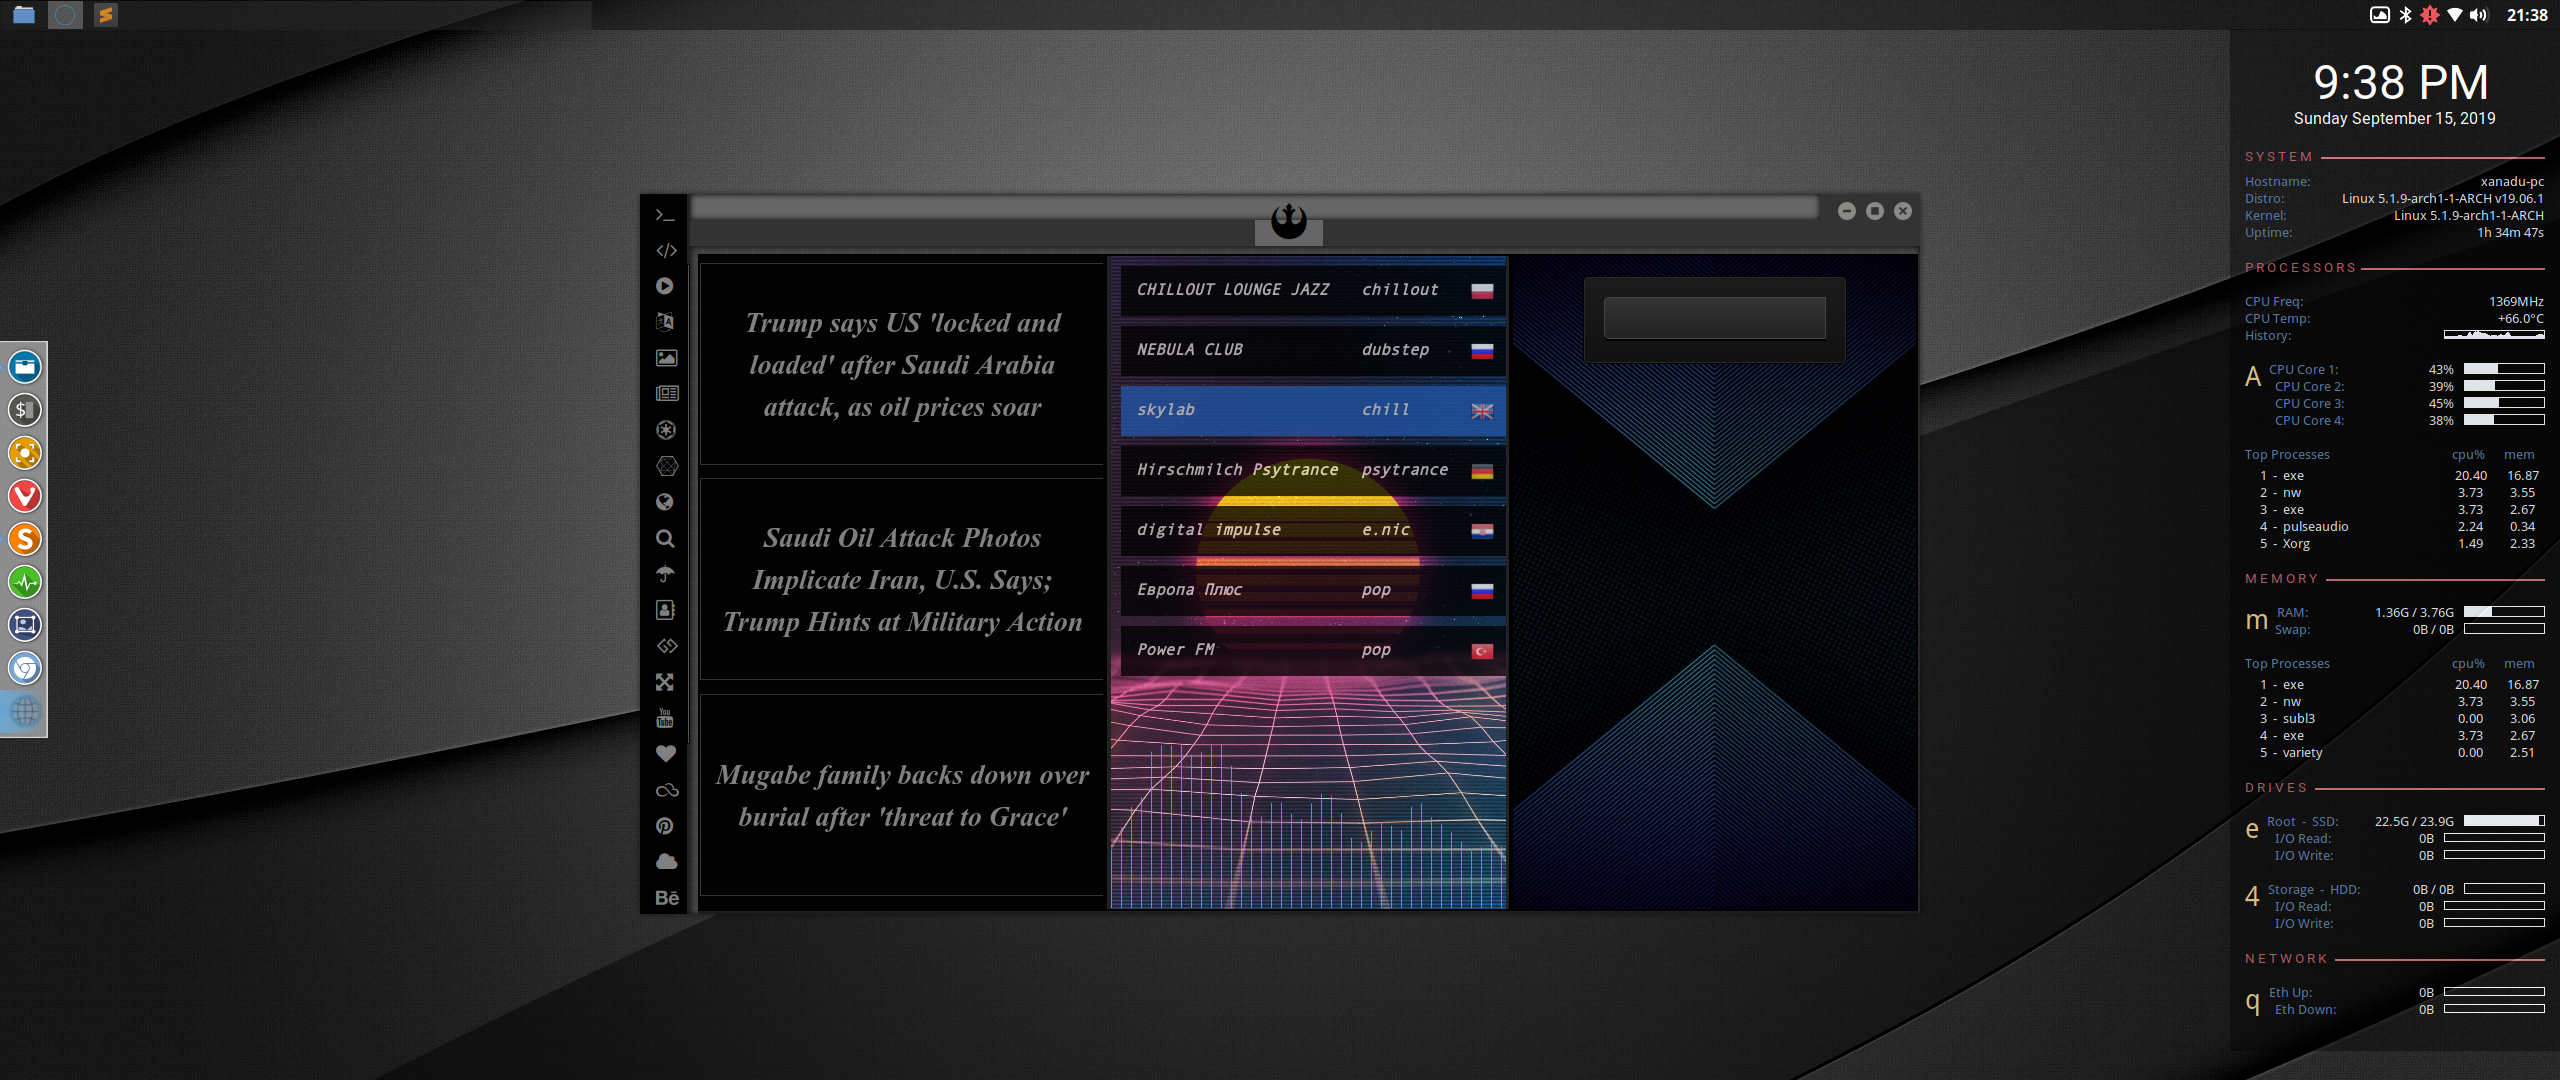 21:38
Trump says US 'locked and
loaded' after Saudi Arabia
attack, as oil prices soar
Saudi Oil Attack Photos
Implicate Iran, U.S. Says;
Trump Hints at Military Action
Mugabe family backs down over
burial after 'threat to Grace'
CHILLOUT LOUNGE JAZZ chillout
NEBULA CLUB dubstep
skylab chill
Hirschmilch Psytrance psytrance
digital impulse e.nic
Европа Плюс pop
Power FM pop
You
Tube
Bē
$
S
9:38 PM
Sunday September 15, 2019
SYSTEM
Hostname: xanadu-pc
Distro: Linux 5.1.9-arch1-1-ARCH v19.06.1
Kernel: Linux 5.1.9-arch1-1-ARCH
Uptime: 1h 34m 47s
PROCESSORS
CPU Freq: 1369MHz
CPU Temp: +66.0°C
History:
A CPU Core 1: 43%
CPU Core 2: 39%
CPU Core 3: 45%
CPU Core 4: 38%
Top Processes cpu% mem
1 - exe 20.40 16.87
2 - nw 3.73 3.55
3 - exe 3.73 2.67
4 - pulseaudio 2.24 0.34
5 - Xorg 1.49 2.33
MEMORY
m RAM: 1.36G / 3.76G
Swap: 0B / 0B
Top Processes cpu% mem
1 - exe 20.40 16.87
2 - nw 3.73 3.55
3 - subl3 0.00 3.06
4 - exe 3.73 2.67
5 - variety 0.00 2.51
DRIVES
e Root - SSD: 22.5G / 23.9G
I/O Read: 0B
I/O Write: 0B
4 Storage - HDD: 0B / 0B
I/O Read: 0B
I/O Write: 0B
NETWORK
q Eth Up: 0B
Eth Down: 0B